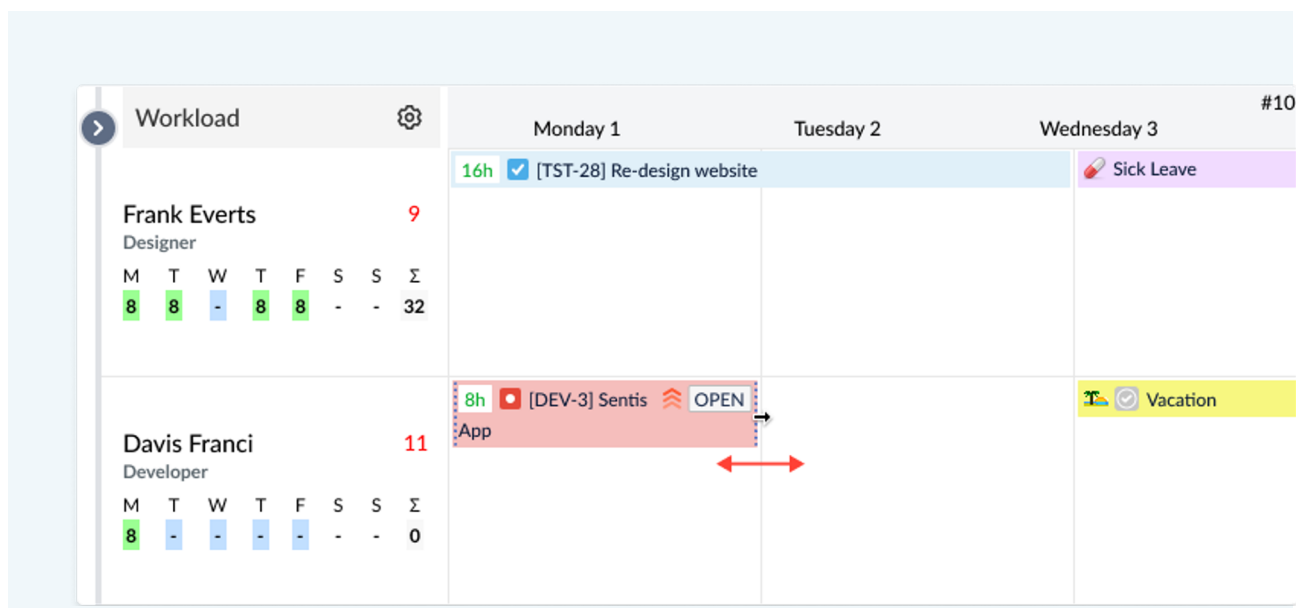 Workload
#10
Monday 1 Tuesday 2 Wednesday 3
16h [TST-28] Re-design website
Sick Leave
Frank Everts 9
Designer
M T W T F S S Σ
8 8 - 8 8 - - 32
8h [DEV-3] Sentis OPEN
App
Vacation
Davis Franci 11
Developer
M T W T F S S Σ
8 - - - - - - 0